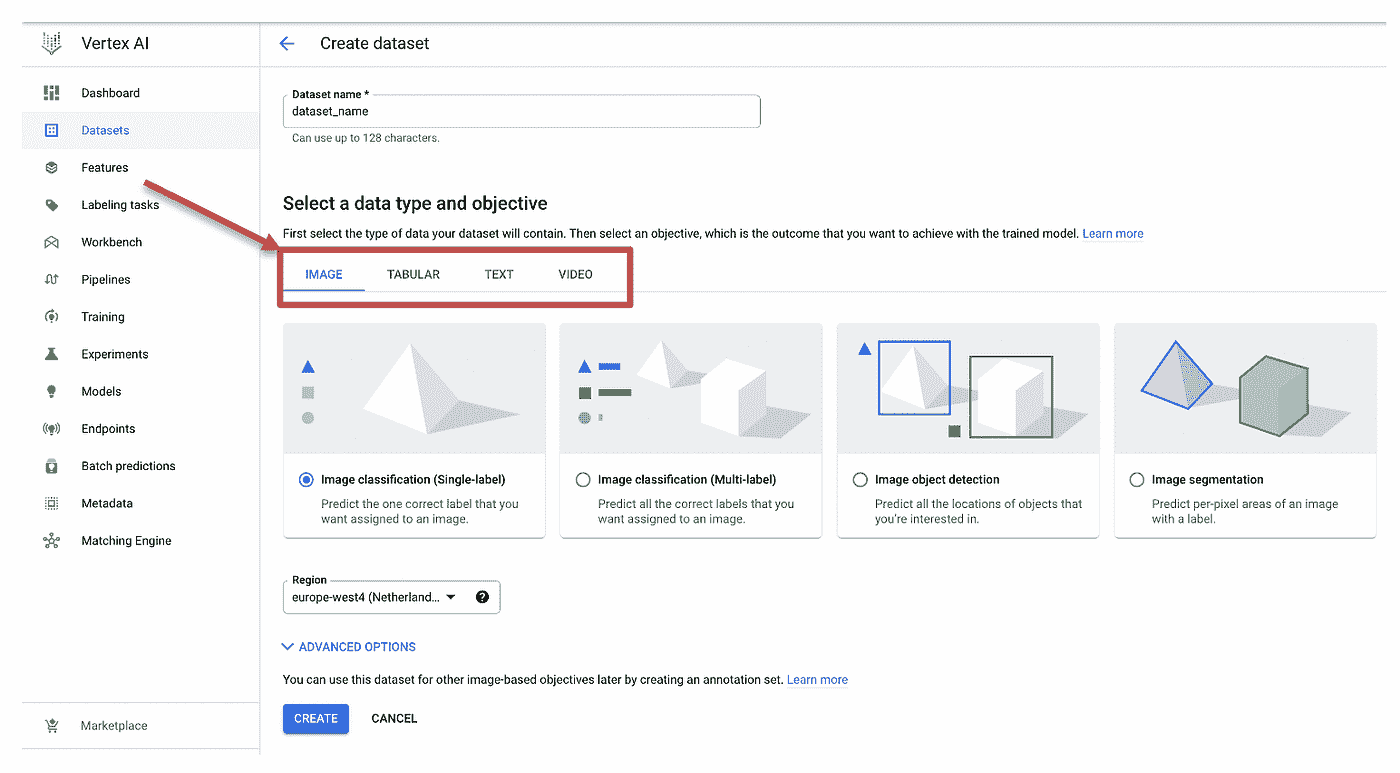 Vertex AI
Create dataset
Dashboard
Datasets
Features
Labeling tasks
Workbench
Pipelines
Training
Experiments
Models
Endpoints
Batch predictions
Metadata
Matching Engine
Marketplace
Dataset name *
dataset_name
Can use up to 128 characters.
Select a data type and objective
First select the type of data your dataset will contain. Then select an objective, which is the outcome that you want to achieve with the trained model. Learn more
IMAGE TABULAR TEXT VIDEO
Image classification (Single-label)
Predict the one correct label that you
want assigned to an image.
Image classification (Multi-label)
Predict all the correct labels that you
want assigned to an image.
Image object detection
Predict all the locations of objects that
you're interested in.
Image segmentation
Predict per-pixel areas of an image
with a label.
Region
europe-west4 (Netherland...
ADVANCED OPTIONS
You can use this dataset for other image-based objectives later by creating an annotation set. Learn more
CREATE CANCEL